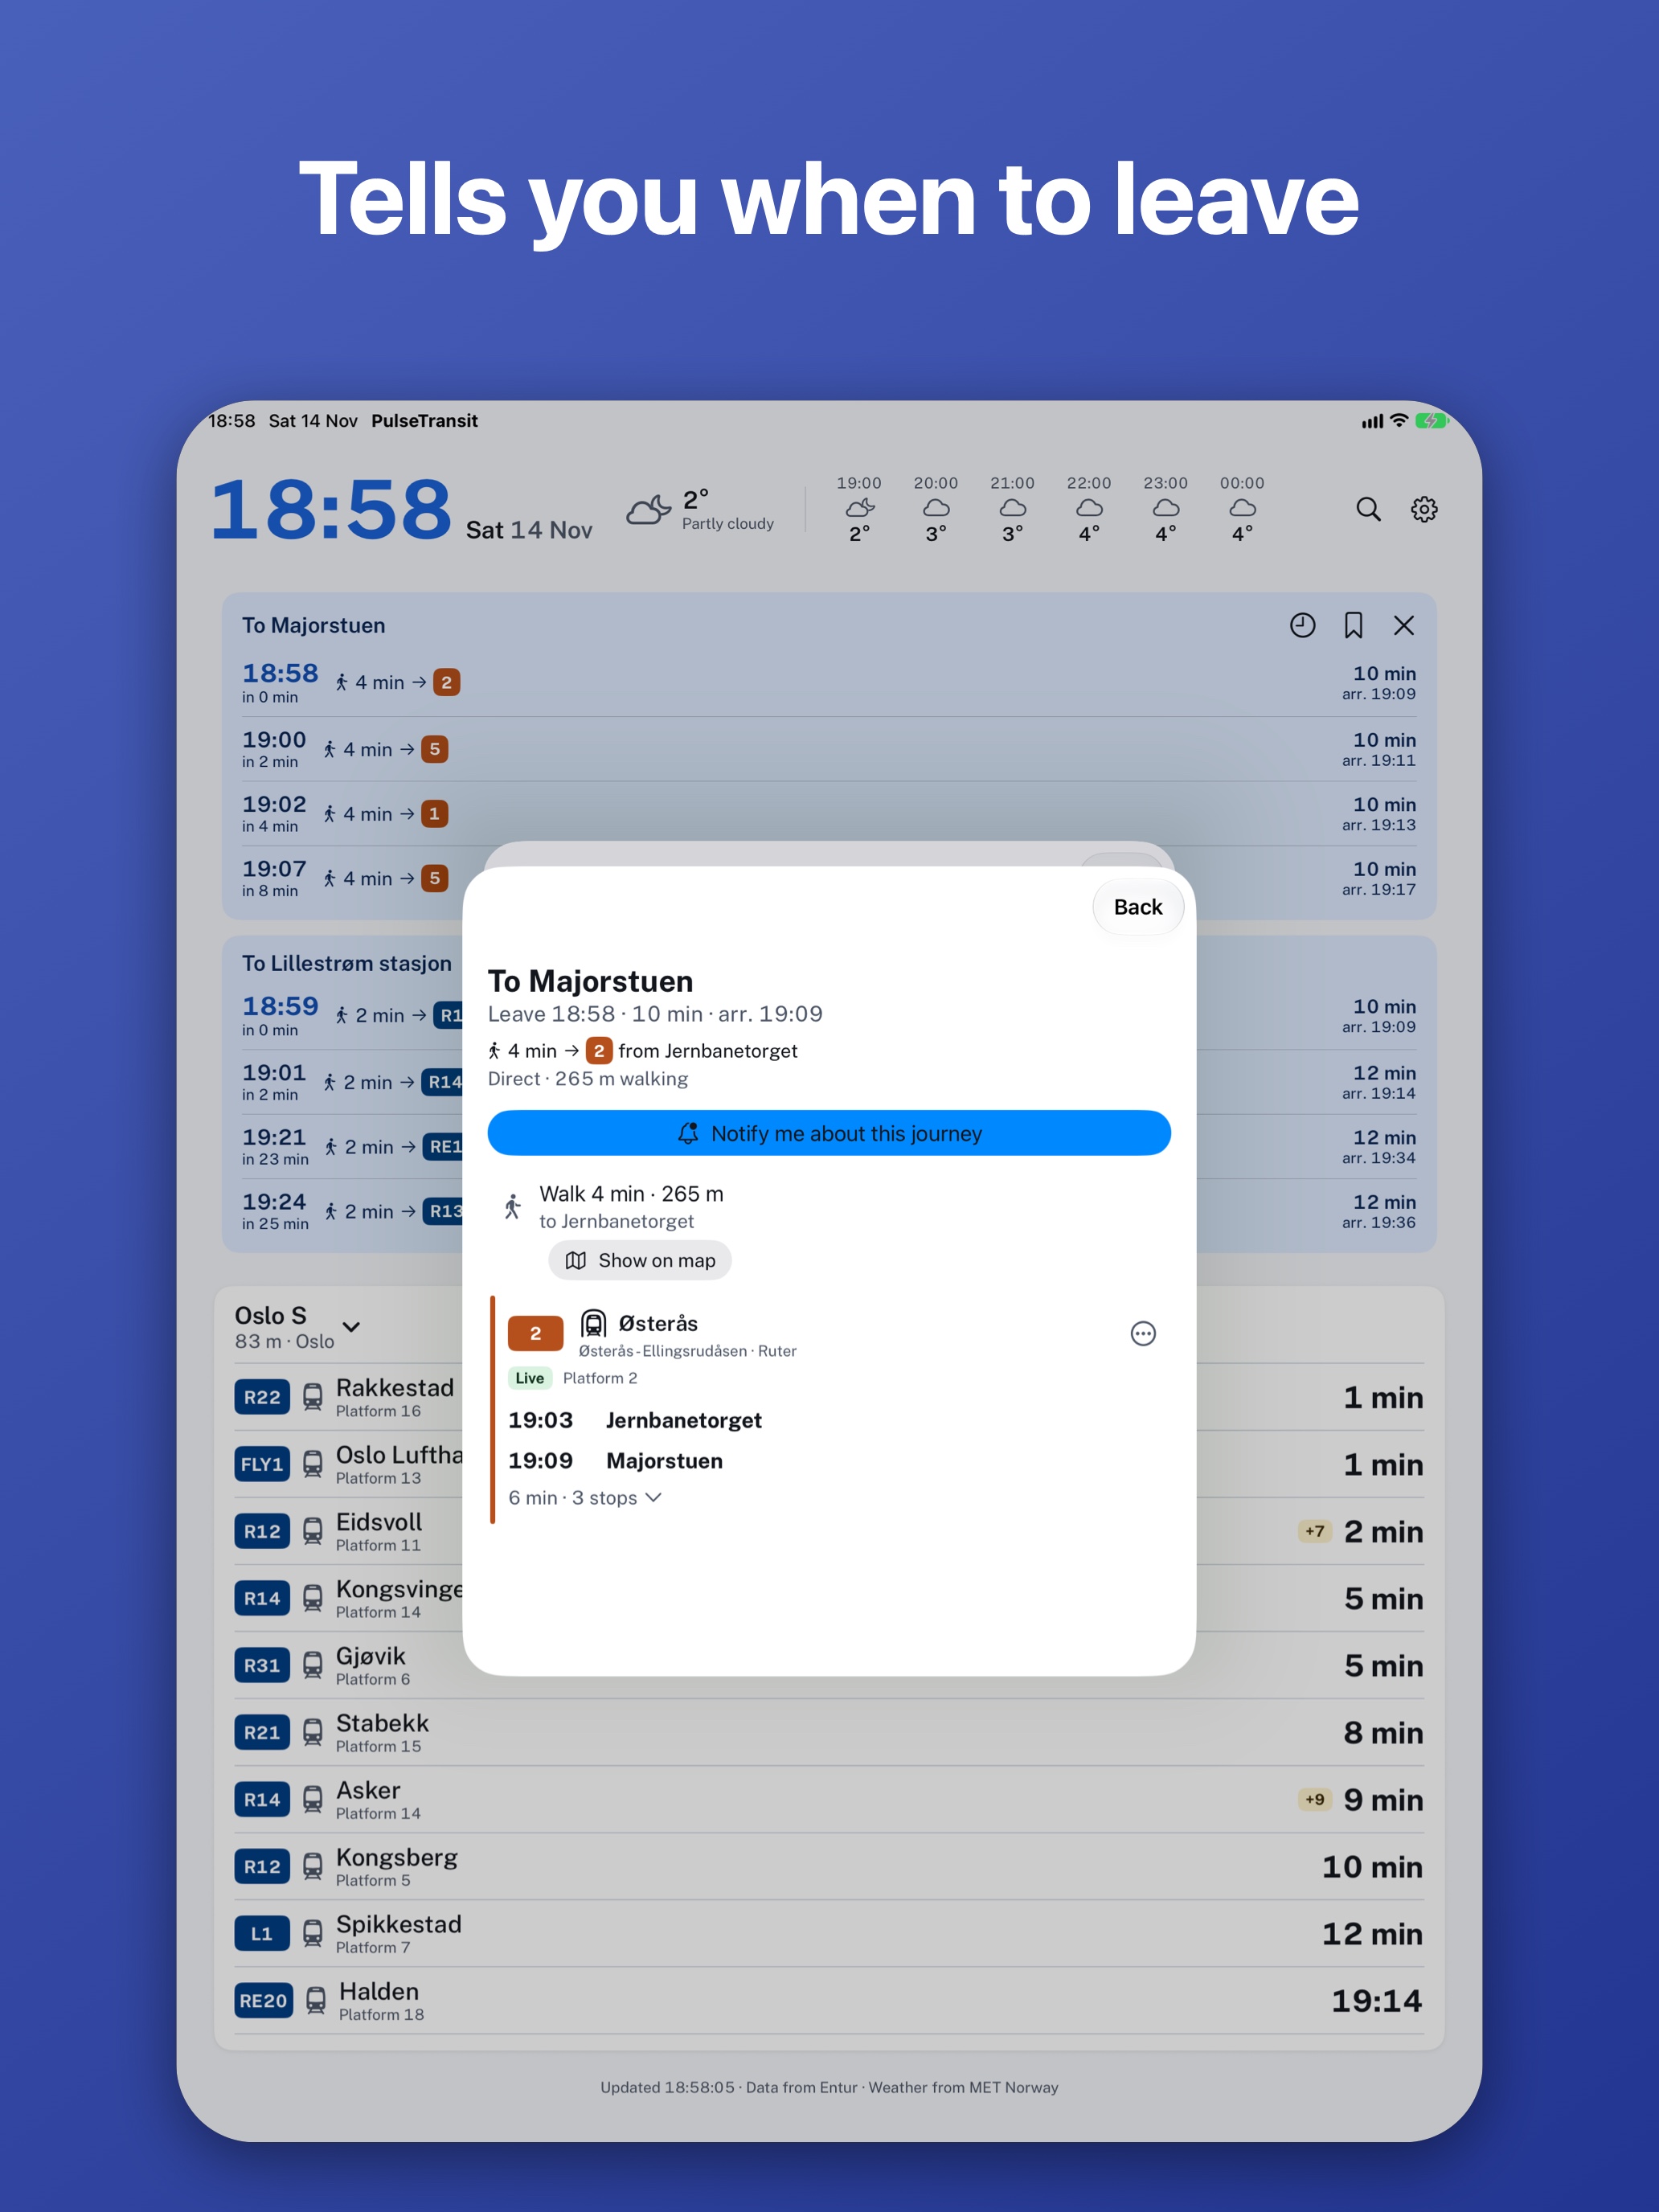 Tells you when to leave
18:58 Sat 14 Nov PulseTransit
18:58 Sat 14 Nov
2°
Partly cloudy
19:00 20:00 21:00 22:00 23:00 00:00
2° 3° 3° 4° 4° 4°
To Majorstuen
18:58 4 min → 2 10 min
in 0 min arr. 19:09
19:00 4 min → 5 10 min
in 2 min arr. 19:11
19:02 4 min → 1 10 min
in 4 min arr. 19:13
19:07 4 min → 5 10 min
in 8 min arr. 19:17
To Lillestrøm stasjon
18:59 2 min → R1 10 min
in 0 min arr. 19:09
19:01 2 min → R14 12 min
in 2 min arr. 19:14
19:21 2 min → RE1 12 min
in 23 min arr. 19:34
19:24 2 min → R13 12 min
in 25 min arr. 19:36
Back
To Majorstuen
Leave 18:58 · 10 min · arr. 19:09
4 min → 2 from Jernbanetorget
Direct · 265 m walking
Notify me about this journey
Walk 4 min · 265 m
to Jernbanetorget
Show on map
2 Østerås
Østerås-Ellingsrudåsen · Ruter
Live Platform 2
19:03 Jernbanetorget
19:09 Majorstuen
6 min · 3 stops
Oslo S
83 m · Oslo
R22 Rakkestad 1 min
Platform 16
FLY1 Oslo Luftha 1 min
Platform 13
R12 Eidsvoll +7 2 min
Platform 11
R14 Kongsvinge 5 min
Platform 14
R31 Gjøvik 5 min
Platform 6
R21 Stabekk 8 min
Platform 15
R14 Asker +9 9 min
Platform 14
R12 Kongsberg 10 min
Platform 5
L1 Spikkestad 12 min
Platform 7
RE20 Halden 19:14
Platform 18
Updated 18:58:05 · Data from Entur · Weather from MET Norway